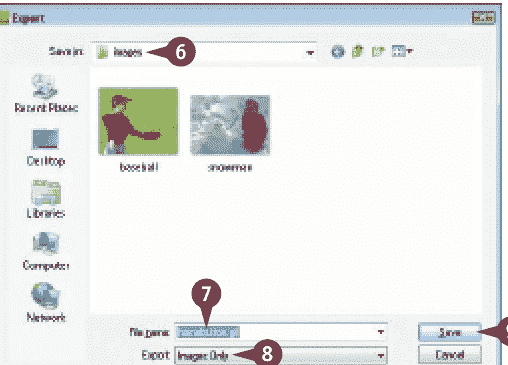 Export
Save in: images 6
Recent Places
Desktop
Libraries
Computer
Network
baseball
snowman
7
File name:
Save
Export: Images Only 8
Cancel